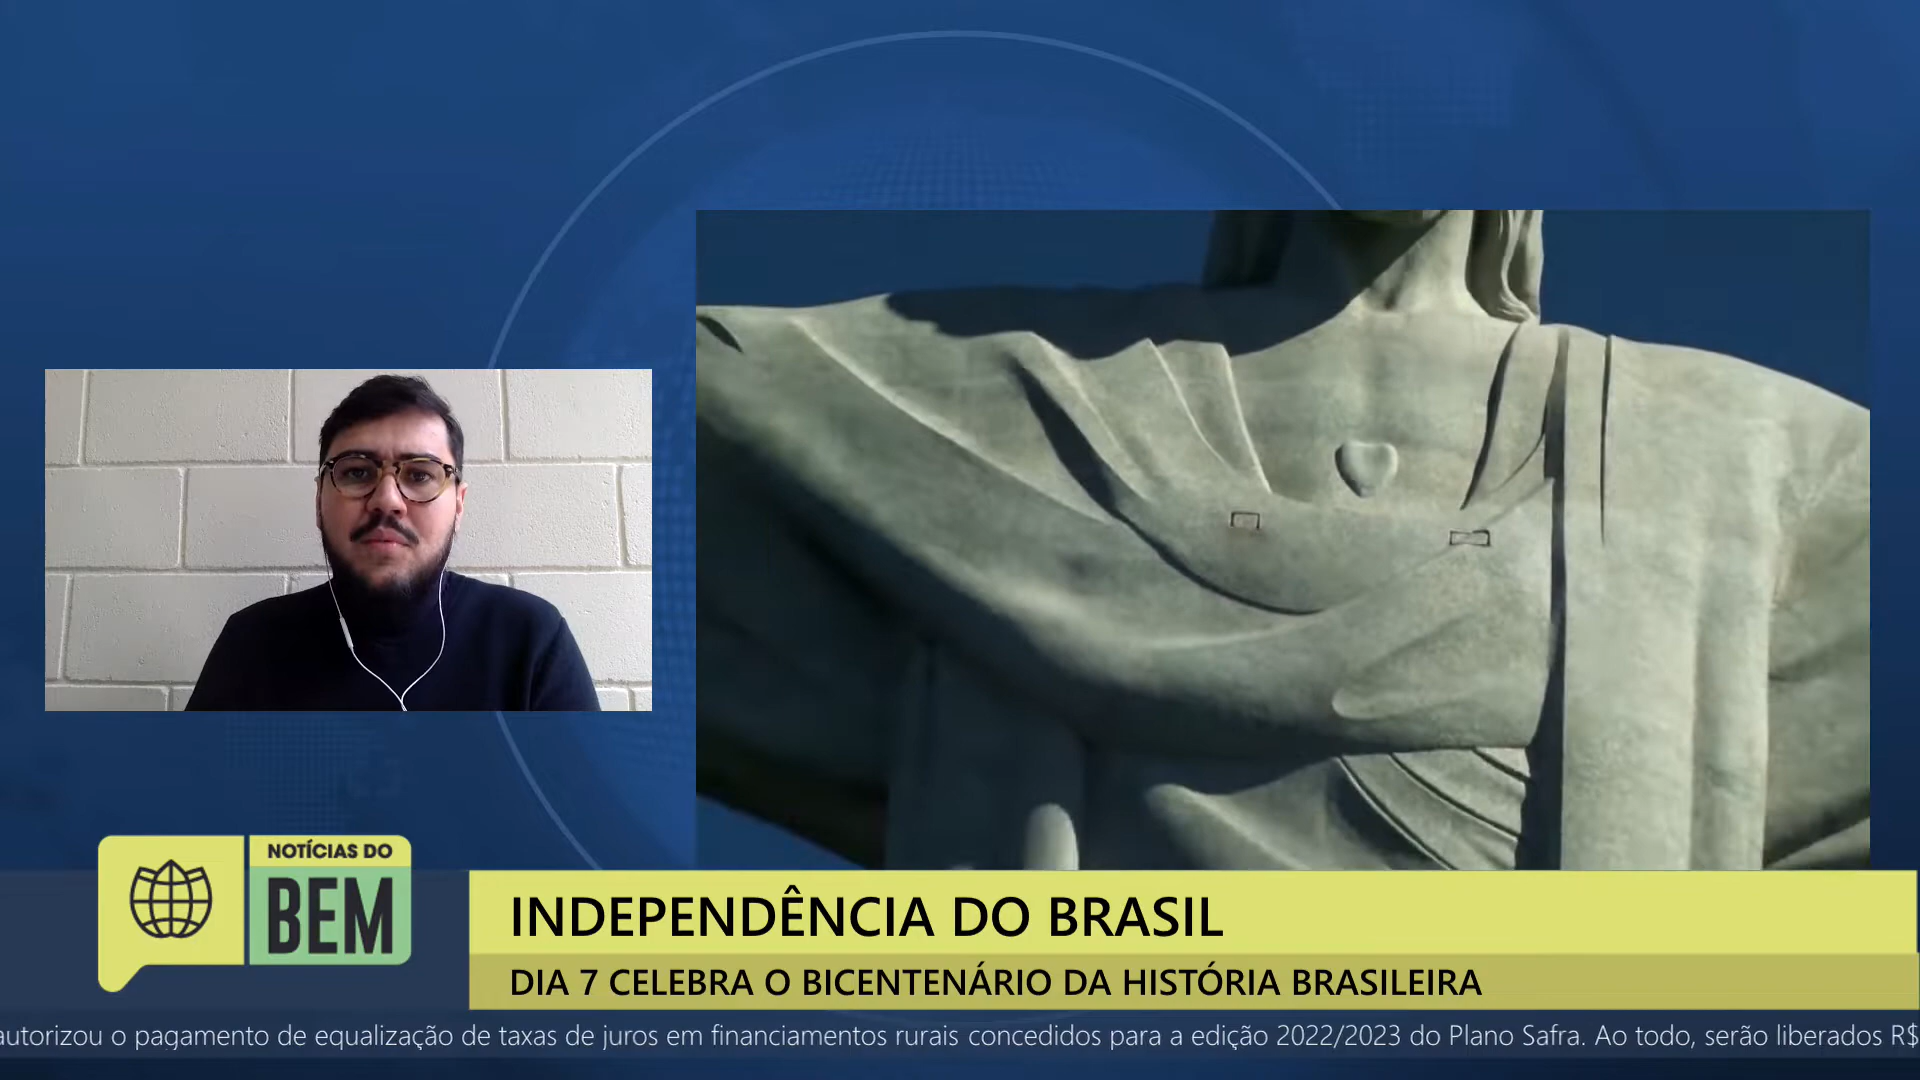 NOTÍCIAS DO
BEM
INDEPENDÊNCIA DO BRASIL
DIA 7 CELEBRA O BICENTENÁRIO DA HISTÓRIA BRASILEIRA
autorizou o pagamento de equalização de taxas de juros em financiamentos rurais concedidos para a edição 2022/2023 do Plano Safra. Ao todo, serão liberados R$